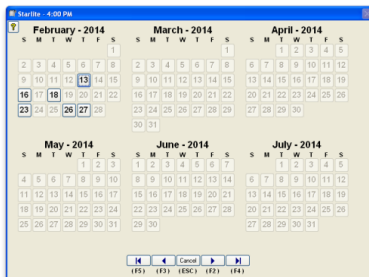 Starlite - 4:00 PM
?
February - 2014
S M T W T F S
1
2 3 4 5 6 7 8
9 10 11 12 13 14 15
16 17 18 19 20 21 22
23 24 25 26 27 28
March - 2014
S M T W T F S
1
2 3 4 5 6 7 8
9 10 11 12 13 14 15
16 17 18 19 20 21 22
23 24 25 26 27 28 29
30 31
April - 2014
S M T W T F S
1 2 3 4 5
6 7 8 9 10 11 12
13 14 15 16 17 18 19
20 21 22 23 24 25 26
27 28 29 30
May - 2014
S M T W T F S
1 2 3
4 5 6 7 8 9 10
11 12 13 14 15 16 17
18 19 20 21 22 23 24
25 26 27 28 29 30 31
June - 2014
S M T W T F S
1 2 3 4 5 6 7
8 9 10 11 12 13 14
15 16 17 18 19 20 21
22 23 24 25 26 27 28
29 30
July - 2014
S M T W T F S
1 2 3 4 5
6 7 8 9 10 11 12
13 14 15 16 17 18 19
20 21 22 23 24 25 26
27 28 29 30 31
Cancel
(F5) (F3) (ESC) (F2) (F4)